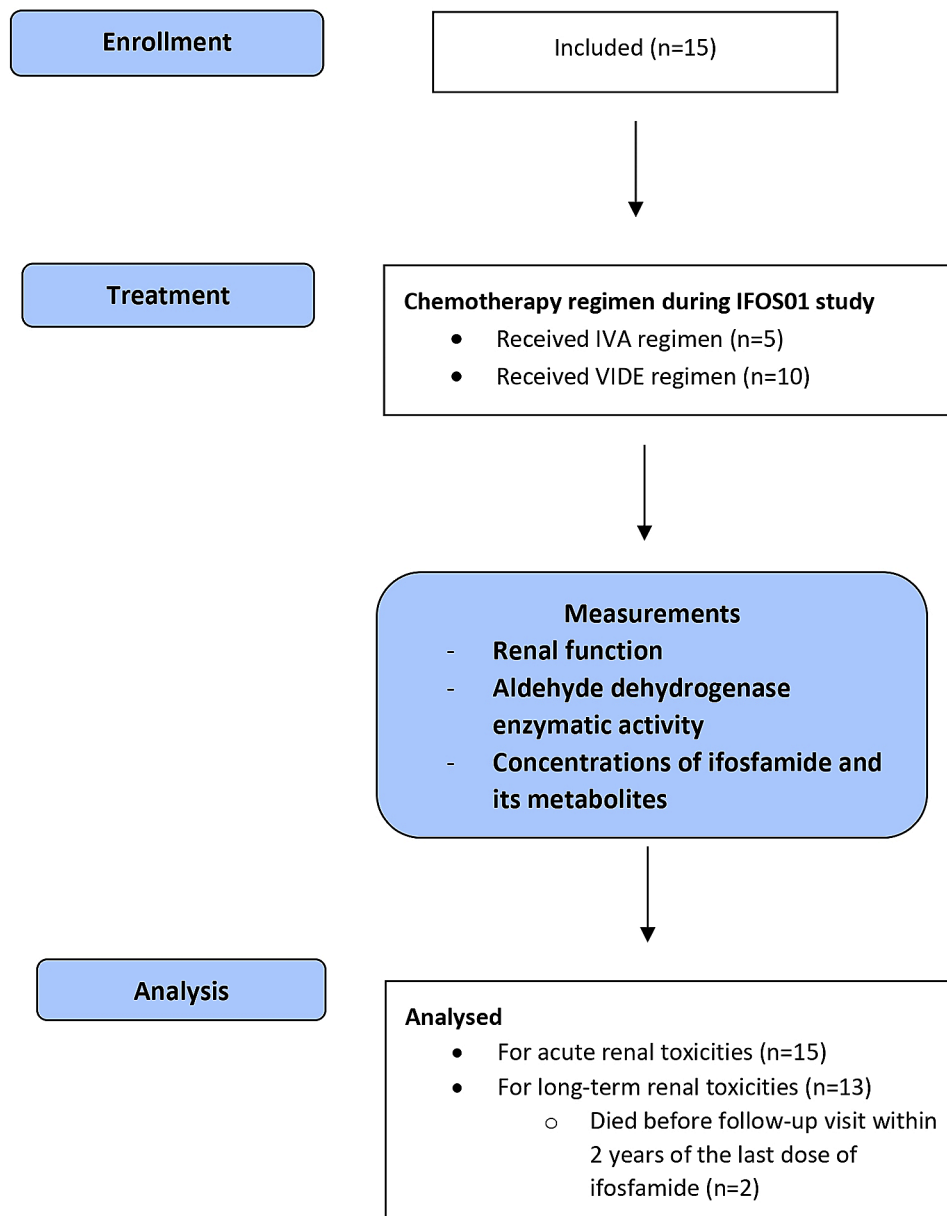 Enrollment
Included (n=15)
Treatment
Chemotherapy regimen during IFOS01 study
• Received IVA regimen (n=5)
• Received VIDE regimen (n=10)
Measurements
- Renal function
- Aldehyde dehydrogenase
enzymatic activity
- Concentrations of ifosfamide and
its metabolites
Analysis
Analysed
• For acute renal toxicities (n=15)
• For long-term renal toxicities (n=13)
o Died before follow-up visit within
2 years of the last dose of
ifosfamide (n=2)